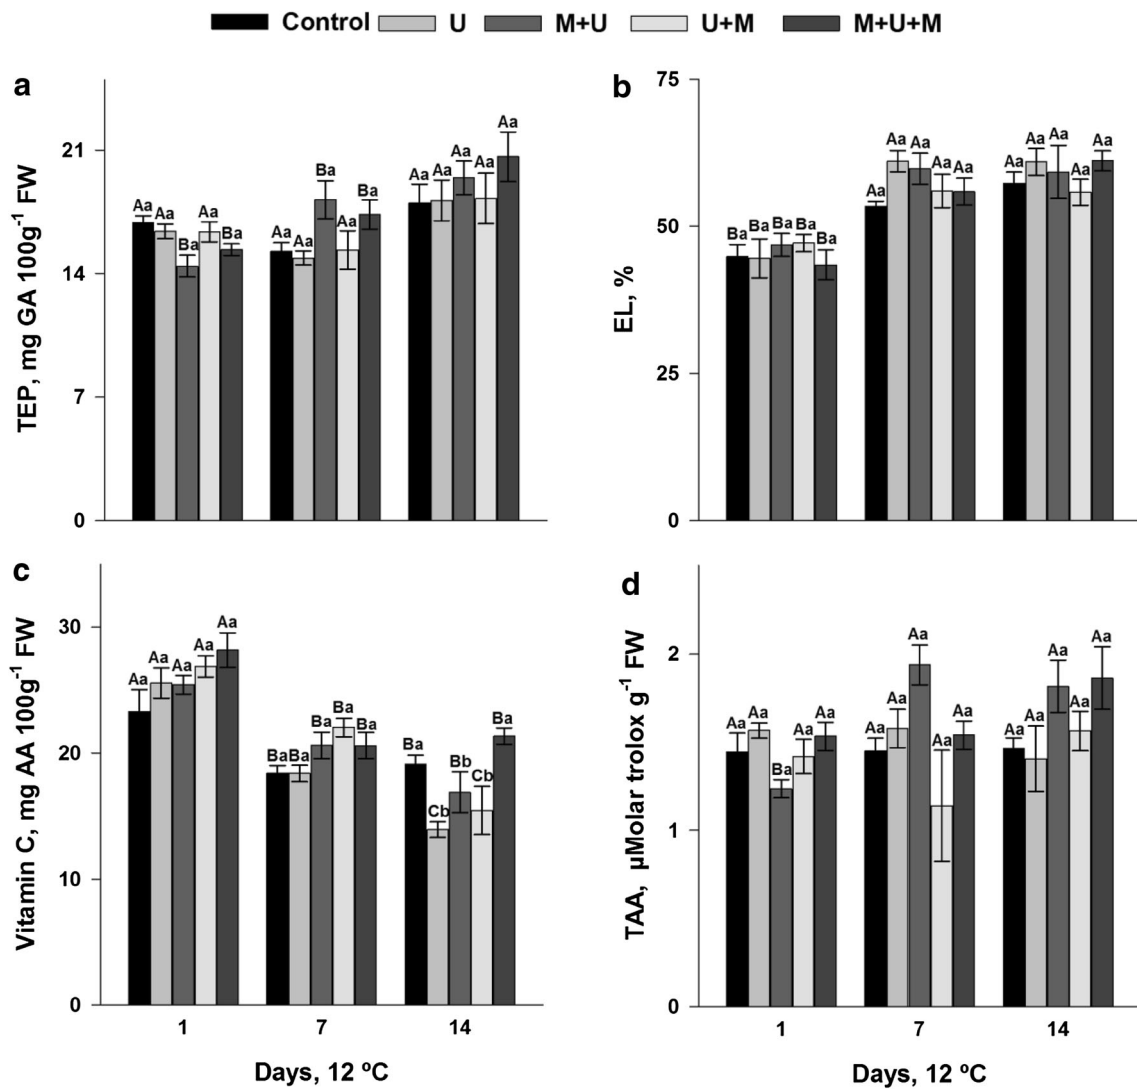 Control U M+U U+M M+U+M
a
TEP, mg GA 100g⁻¹ FW
21
14
7
0
Aa Aa Ba Aa Ba
Aa Aa Ba Aa Ba
Aa Aa Aa Aa Aa
b
EL, %
75
50
25
0
Ba Ba Ba Ba Ba
Aa Aa Aa Aa Aa
Aa Aa Aa Aa Aa
c
Vitamin C, mg AA 100g⁻¹ FW
30
20
10
0
Aa Aa Aa Aa Aa
Ba Ba Ba Ba Ba
Ba Cb Bb Cb Ba
1 7 14
Days, 12 ºC
d
TAA, µMolar trolox g⁻¹ FW
2
1
0
Aa Aa Ba Aa Aa
Aa Aa Aa Aa Aa
Aa Aa Aa Aa Aa
1 7 14
Days, 12 ºC